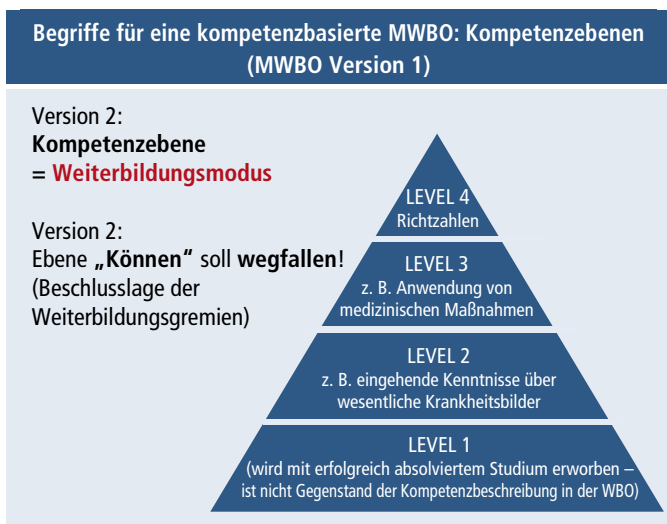 Begriffe für eine kompetenzbasierte MWBO: Kompetenzebenen
(MWBO Version 1)
Version 2:
Kompetenzebene
= Weiterbildungsmodus
Version 2:
Ebene „Können“ soll wegfallen!
(Beschlusslage der
Weiterbildungsgremien)
LEVEL 4
Richtzahlen
LEVEL 3
z. B. Anwendung von
medizinischen Maßnahmen
LEVEL 2
z. B. eingehende Kenntnisse über
wesentliche Krankheitsbilder
LEVEL 1
(wird mit erfolgreich absolviertem Studium erworben –
ist nicht Gegenstand der Kompetenzbeschreibung in der WBO)